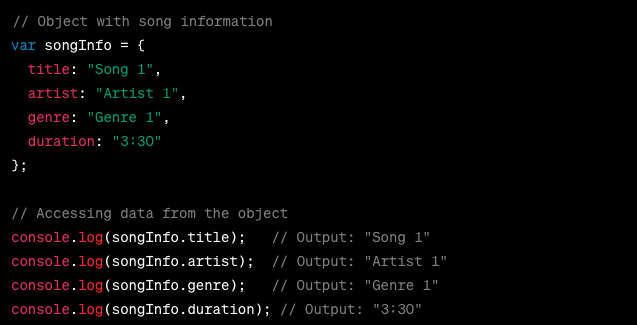 // Object with song information
var songInfo = {
  title: "Song 1",
  artist: "Artist 1",
  genre: "Genre 1",
  duration: "3:30"
};

// Accessing data from the object
console.log(songInfo.title);   // Output: "Song 1"
console.log(songInfo.artist);  // Output: "Artist 1"
console.log(songInfo.genre);   // Output: "Genre 1"
console.log(songInfo.duration); // Output: "3:30"